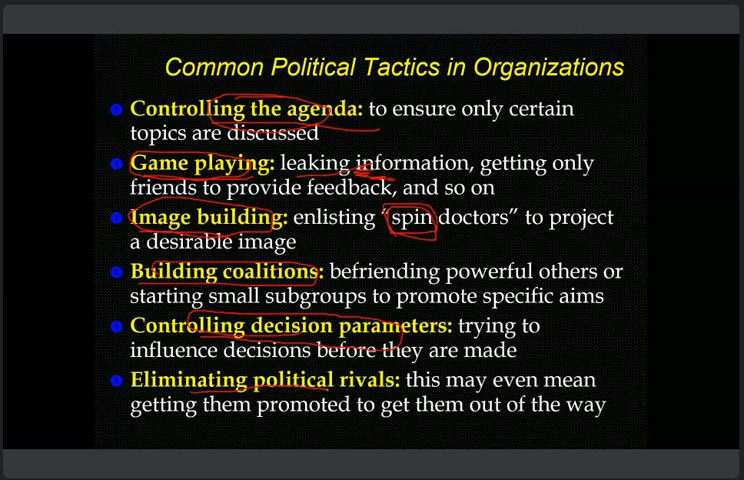 Common Political Tactics in Organizations
Controlling the agenda: to ensure only certain
topics are discussed
Game playing: leaking information, getting only
friends to provide feedback, and so on
Image building: enlisting “spin doctors” to project
a desirable image
Building coalitions: befriending powerful others or
starting small subgroups to promote specific aims
Controlling decision parameters: trying to
influence decisions before they are made
Eliminating political rivals: this may even mean
getting them promoted to get them out of the way